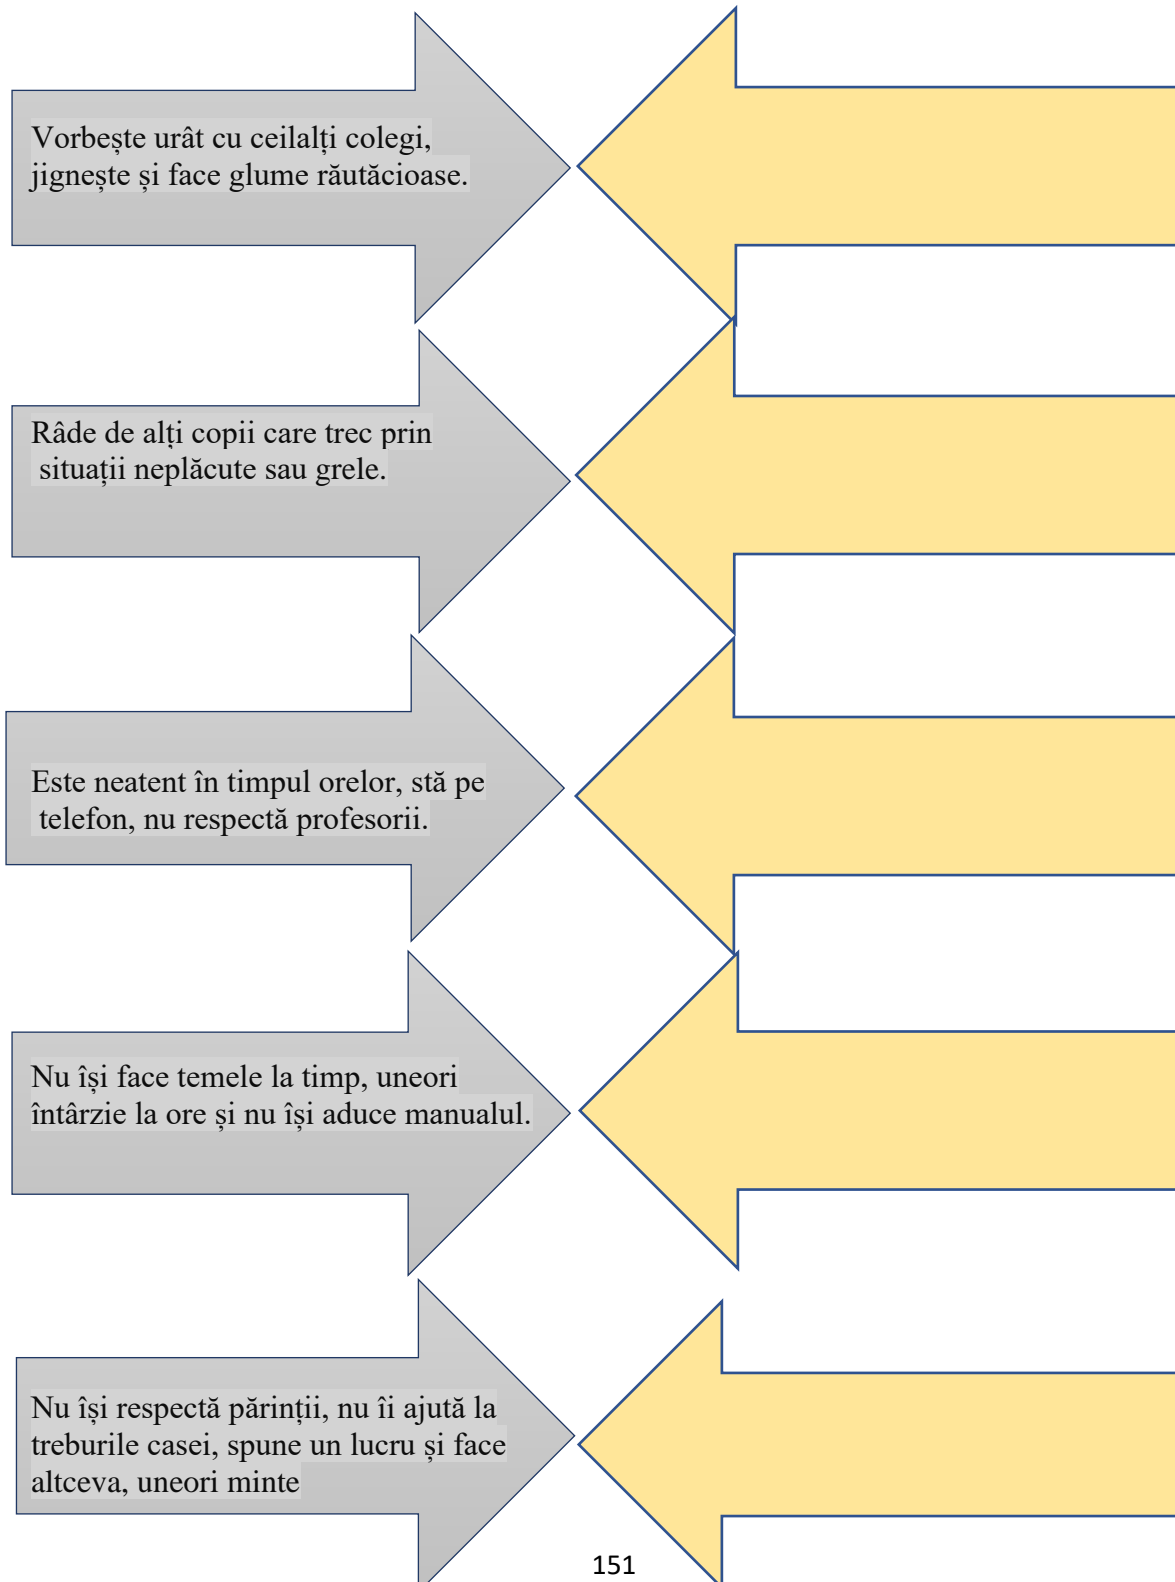 Vorbește urât cu ceilalți colegi,
jignește și face glume răutăcioase.
Râde de alți copii care trec prin
situații neplăcute sau grele.
Este neatent în timpul orelor, stă pe
telefon, nu respectă profesorii.
Nu își face temele la timp, uneori
întârzie la ore și nu își aduce manualul.
Nu își respectă părinții, nu îi ajută la
treburile casei, spune un lucru și face
altceva, uneori minte
151